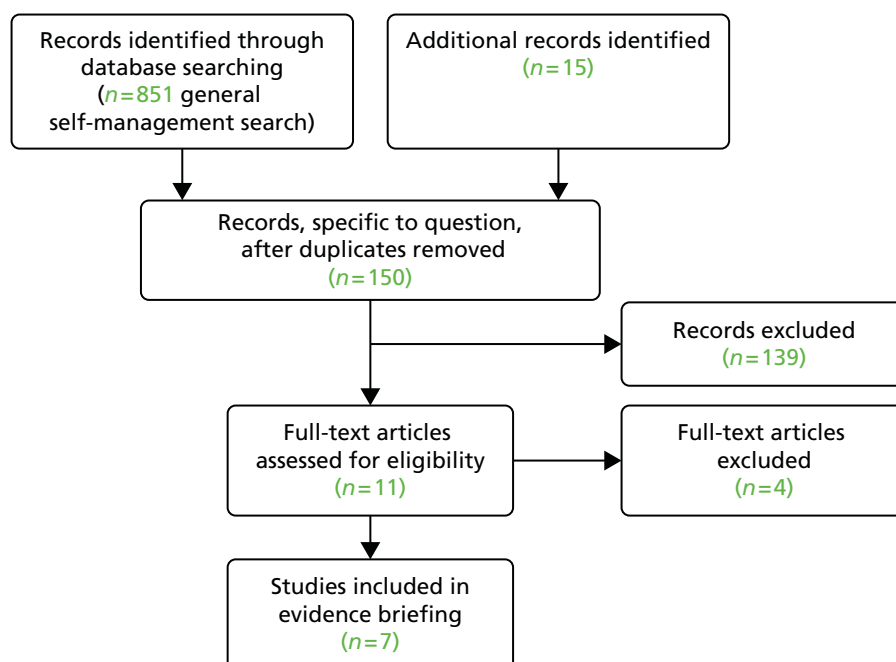 Records identified through
database searching
(n=851 general
self-management search)
Additional records identified
(n=15)
Records, specific to question,
after duplicates removed
(n=150)
Records excluded
(n=139)
Full-text articles
assessed for eligibility
(n=11)
Full-text articles
excluded
(n=4)
Studies included in
evidence briefing
(n=7)